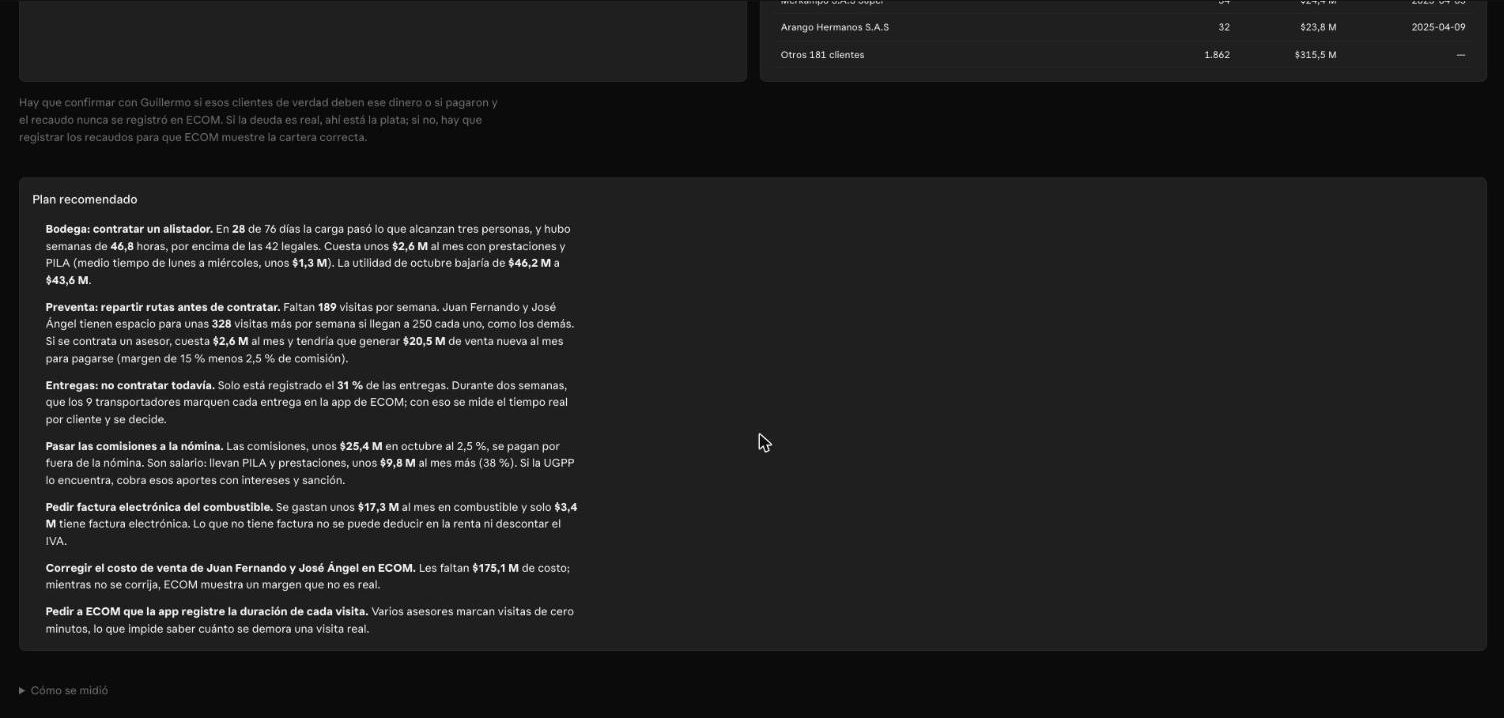 Merkampo S.A.S Super 34 $24,4 M 2025-04-03
Arango Hermanos S.A.S 32 $23,8 M 2025-04-09
Otros 181 clientes 1.862 $315,5 M —
Hay que confirmar con Guillermo si esos clientes de verdad deben ese dinero o si pagaron y
el recaudo nunca se registró en ECOM. Si la deuda es real, ahí está la plata; si no, hay que
registrar los recaudos para que ECOM muestre la cartera correcta.
Plan recomendado
Bodega: contratar un alistador. En 28 de 76 días la carga pasó lo que alcanzan tres personas, y hubo
semanas de 46,8 horas, por encima de las 42 legales. Cuesta unos $2,6 M al mes con prestaciones y
PILA (medio tiempo de lunes a miércoles, unos $1,3 M). La utilidad de octubre bajaría de $46,2 M a
$43,6 M.
Preventa: repartir rutas antes de contratar. Faltan 189 visitas por semana. Juan Fernando y José
Ángel tienen espacio para unas 328 visitas más por semana si llegan a 250 cada uno, como los demás.
Si se contrata un asesor, cuesta $2,6 M al mes y tendría que generar $20,5 M de venta nueva al mes
para pagarse (margen de 15 % menos 2,5 % de comisión).
Entregas: no contratar todavía. Solo está registrado el 31 % de las entregas. Durante dos semanas,
que los 9 transportadores marquen cada entrega en la app de ECOM; con eso se mide el tiempo real
por cliente y se decide.
Pasar las comisiones a la nómina. Las comisiones, unos $25,4 M en octubre al 2,5 %, se pagan por
fuera de la nómina. Son salario: llevan PILA y prestaciones, unos $9,8 M al mes más (38 %). Si la UGPP
lo encuentra, cobra esos aportes con intereses y sanción.
Pedir factura electrónica del combustible. Se gastan unos $17,3 M al mes en combustible y solo $3,4
M tiene factura electrónica. Lo que no tiene factura no se puede deducir en la renta ni descontar el
IVA.
Corregir el costo de venta de Juan Fernando y José Ángel en ECOM. Les faltan $175,1 M de costo;
mientras no se corrija, ECOM muestra un margen que no es real.
Pedir a ECOM que la app registre la duración de cada visita. Varios asesores marcan visitas de cero
minutos, lo que impide saber cuánto se demora una visita real.
Cómo se midió